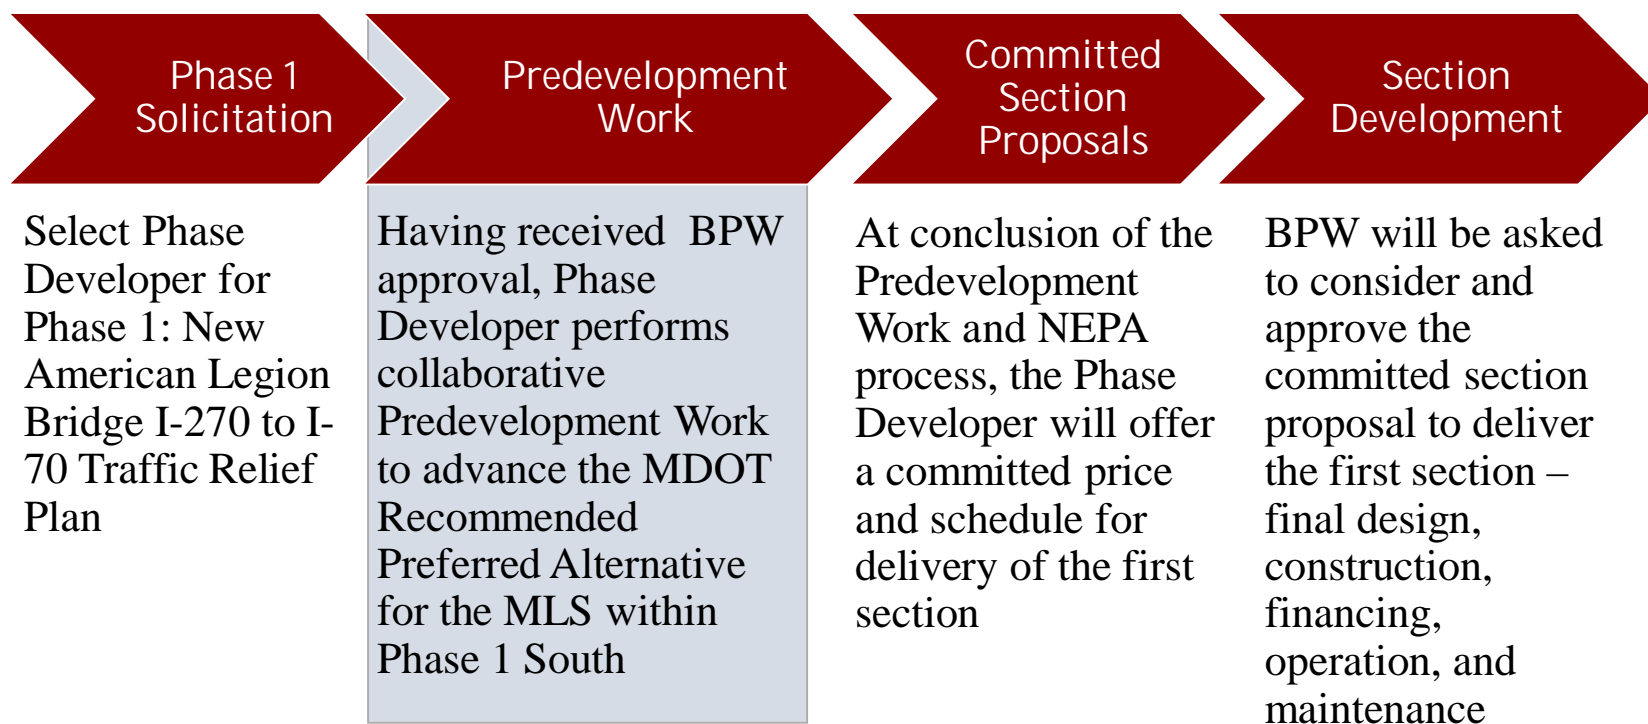 Phase 1
Solicitation
Select Phase
Developer for
Phase 1: New
American Legion
Bridge I-270 to I-
70 Traffic Relief
Plan
Predevelopment
Work
Having received  BPW
approval, Phase
Developer performs
collaborative
Predevelopment Work
to advance the MDOT
Recommended
Preferred Alternative
for the MLS within
Phase 1 South
Committed
Section
Proposals
At conclusion of the
Predevelopment
Work and NEPA
process, the Phase
Developer will offer
a committed price
and schedule for
delivery of the first
section
Section
Development
BPW will be asked
to consider and
approve the
committed section
proposal to deliver
the first section –
final design,
construction,
financing,
operation, and
maintenance